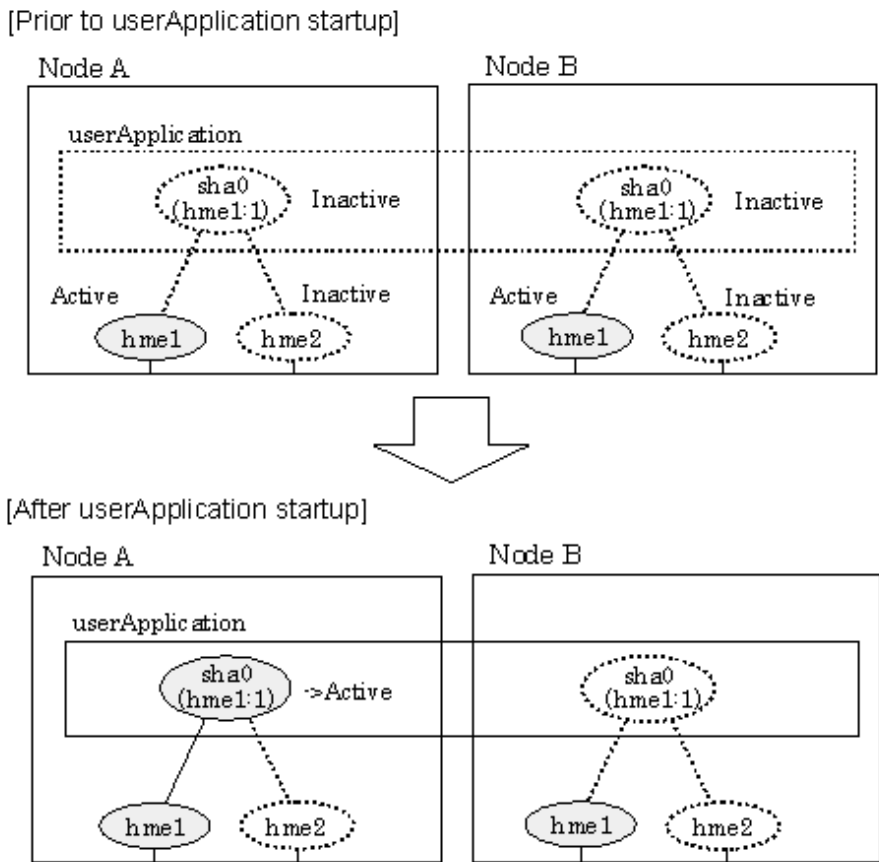 [Prior to userApplication startup]
Node A
Node B
userApplication
sha0
(hme1:1)
Inactive
sha0
(hme1:1)
Inactive
Active
Inactive
Active
Inactive
hme1
hme2
hme1
hme2
[After userApplication startup]
Node A
Node B
userApplication
sha0
(hme1:1)
->Active
sha0
(hme1:1)
hme1
hme2
hme1
hme2